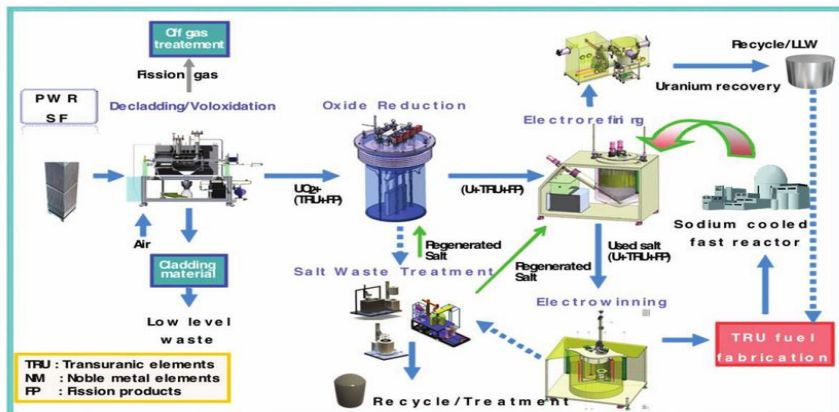 Off gas
treatement
Fission gas
PWR
SF
Decladding/Voloxidation
Oxide Reduction
Electrorefining
Recycle/LLW
Uranium recovery
UO2+
(TRU+FP)
(U+TRU+FP)
Air
Cladding
material
Low level
waste
Regenerated
Salt
Salt Waste Treatment
Regenerated
Salt
Used salt
(U+TRU+FP)
Electrowinning
Sodium cooled
fast reactor
TRU fuel
fabrication
Recycle/Treatment
TRU : Transuranic elements
NM : Noble metal elements
FP : Fission products